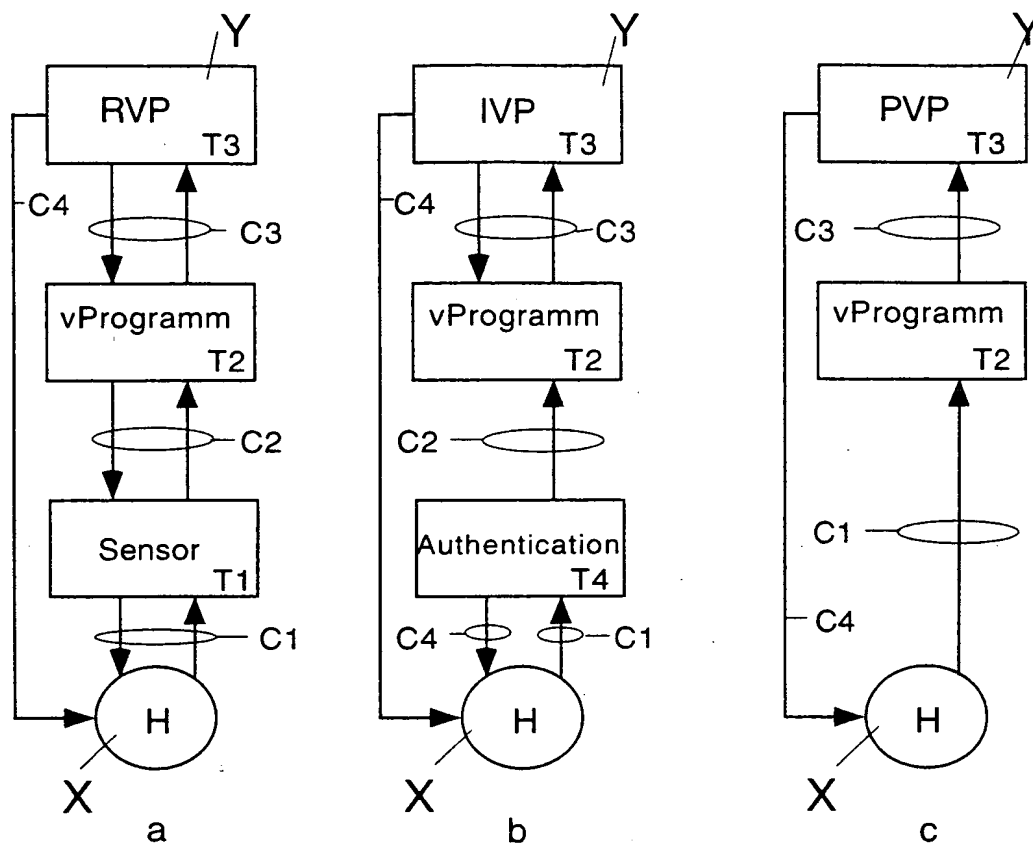 Y
RVP
T3
C4
C3
vProgramm
T2
C2
Sensor
T1
C1
H
X
a
Y
IVP
T3
C4
C3
vProgramm
T2
C2
Authentication
T4
C4
C1
H
X
b
Y
PVP
T3
C3
vProgramm
T2
C1
C4
H
X
c